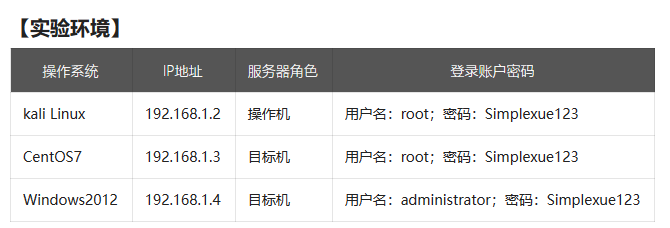 【实验环境】
操作系统 IP地址 服务器角色 登录账户密码
kali Linux 192.168.1.2 操作机 用户名：root；密码：Simplexue123
CentOS7 192.168.1.3 目标机 用户名：root；密码：Simplexue123
Windows2012 192.168.1.4 目标机 用户名：administrator；密码：Simplexue123